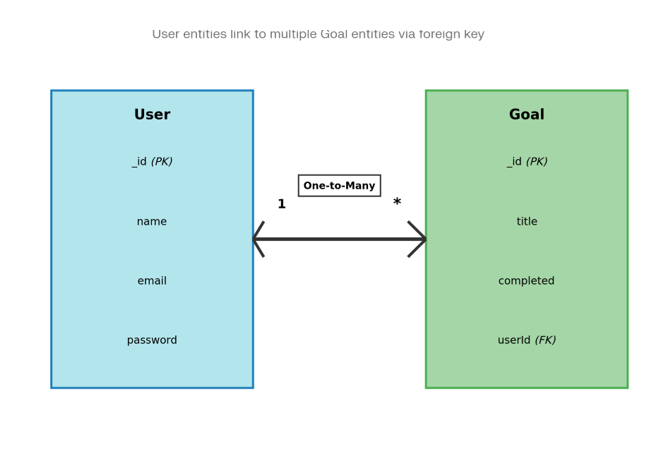 User entities link to multiple Goal entities via foreign key
User
_id (PK)
name
email
password
One-to-Many
1
*
Goal
_id (PK)
title
completed
userId (FK)